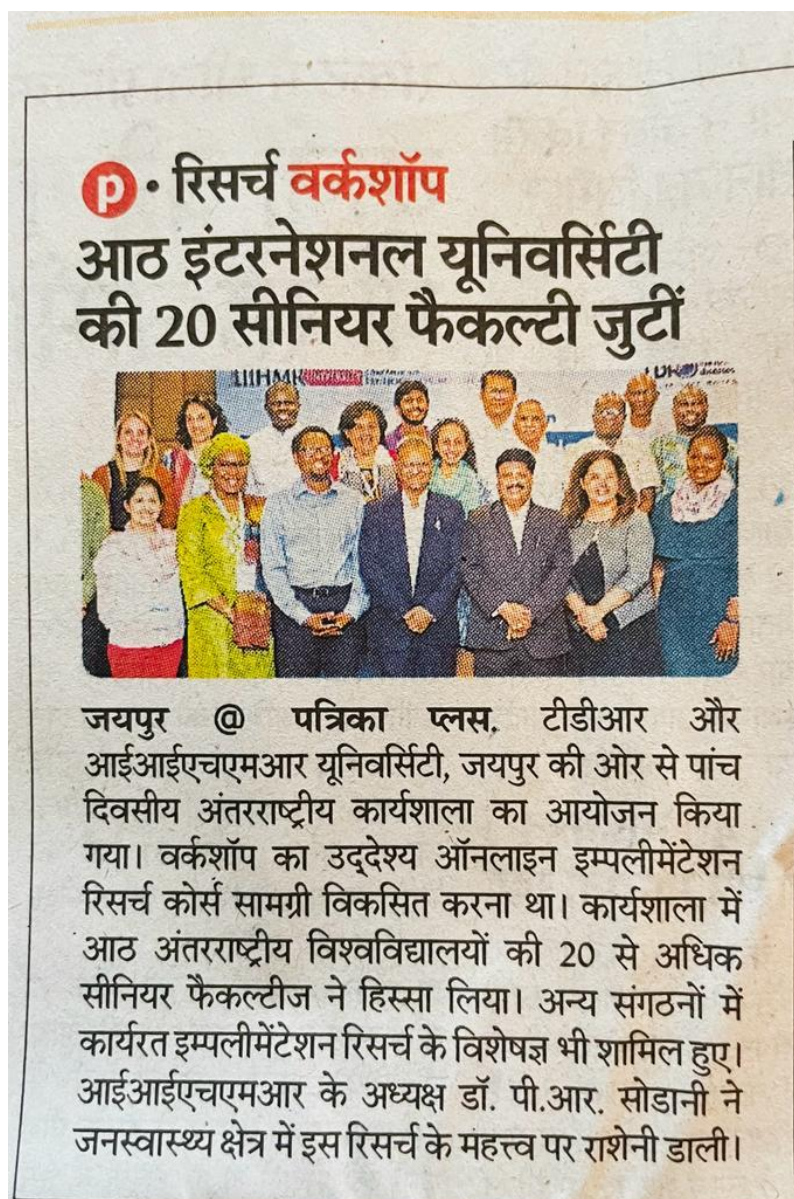 p • रिसर्च वर्कशॉप
आठ इंटरनेशनल यूनिवर्सिटी
की 20 सीनियर फैकल्टी जुटीं
IIHMR
TDR
diseases
जयपुर @ पत्रिका प्लस. टीडीआर और
आईआईएचएमआर यूनिवर्सिटी, जयपुर की ओर से पांच
दिवसीय अंतरराष्ट्रीय कार्यशाला का आयोजन किया
गया। वर्कशॉप का उद्देश्य ऑनलाइन इम्पलीमेंटेशन
रिसर्च कोर्स सामग्री विकसित करना था। कार्यशाला में
आठ अंतरराष्ट्रीय विश्वविद्यालयों की 20 से अधिक
सीनियर फैकल्टीज ने हिस्सा लिया। अन्य संगठनों में
कार्यरत इम्पलीमेंटेशन रिसर्च के विशेषज्ञ भी शामिल हुए।
आईआईएचएमआर के अध्यक्ष डॉ. पी.आर. सोडानी ने
जनस्वास्थ्य क्षेत्र में इस रिसर्च के महत्त्व पर राशेनी डाली।